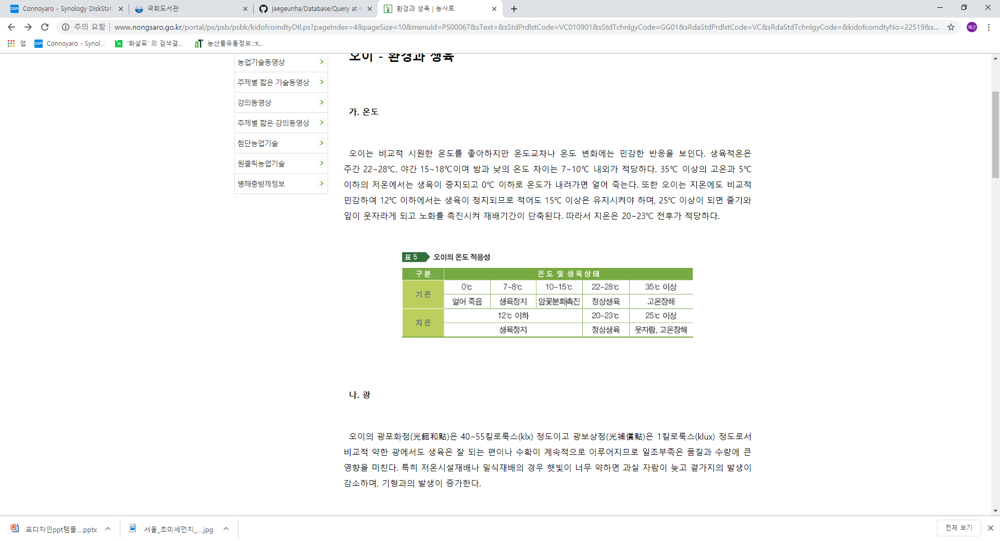 Connoyaro - Synology DiskStati
국회도서관
jaegeunha/Database/Query at m
환경과 생육 | 농사로
주의 요함
www.nongsaro.go.kr/portal/ps/psb/psbk/kidofcomdtyDtl.ps?pageIndex=4&pageSize=10&menuId=PS00067&sText=&sStdPrdlstCode=VC010901&sStdTchnlgyCode=GG01&sRdaStdPrdlstCode=VC&sRdaStdTchnlgyCode=&kidofcomdtyNo=22519&s...
재근
앱
DSM
Connoyaro - Synol...
'화살표' 의 검색결...
aT
농산물유통정보:::K...
오이 - 환경과 생육
농업기술동영상
주제별 짧은 기술동영상
강의동영상
주제별 짧은 강의동영상
첨단농업기술
원클릭농업기술
병해충방제정보
가. 온도
오이는 비교적 시원한 온도를 좋아하지만 온도교차나 온도 변화에는 민감한 반응을 보인다. 생육적온은
주간 22~28℃, 야간 15~18℃이며 밤과 낮의 온도 차이는 7~10℃ 내외가 적당하다. 35℃ 이상의 고온과 5℃
이하의 저온에서는 생육이 중지되고 0℃ 이하로 온도가 내려가면 얼어 죽는다. 또한 오이는 지온에도 비교적
민감하여 12℃ 이하에서는 생육이 정지되므로 적어도 15℃ 이상은 유지시켜야 하며, 25℃ 이상이 되면 줄기와
잎이 웃자라게 되고 노화를 촉진시켜 재배기간이 단축된다. 따라서 지온은 20~23℃ 전후가 적당하다.
표 5 오이의 온도 적응성
구 분 온 도 및 생 육 상 태
기 온
0℃ 7~8℃ 10~15℃ 22~28℃ 35℃ 이상
얼어 죽음 생육정지 암꽃분화촉진 정상생육 고온장해
지 온
12℃ 이하 20~23℃ 25℃ 이상
생육정지 정상생육 웃자람, 고온장해
나. 광
오이의 광포화점(光館和點)은 40~55킬로룩스(klx) 정도이고 광보상점(光補償點)은 1킬로룩스(klux) 정도로서
비교적 약한 광에서도 생육은 잘 되는 편이나 수확이 계속적으로 이루어지므로 일조부족은 품질과 수량에 큰
영향을 미친다. 특히 저온시설재배나 밀식재배의 경우 햇빛이 너무 약하면 과실 자람이 늦고 곁가지의 발생이
감소하며, 기형과의 발생이 증가한다.
표디자인ppt템플....pptx
서울_초미세먼지_....jpg
전체 보기